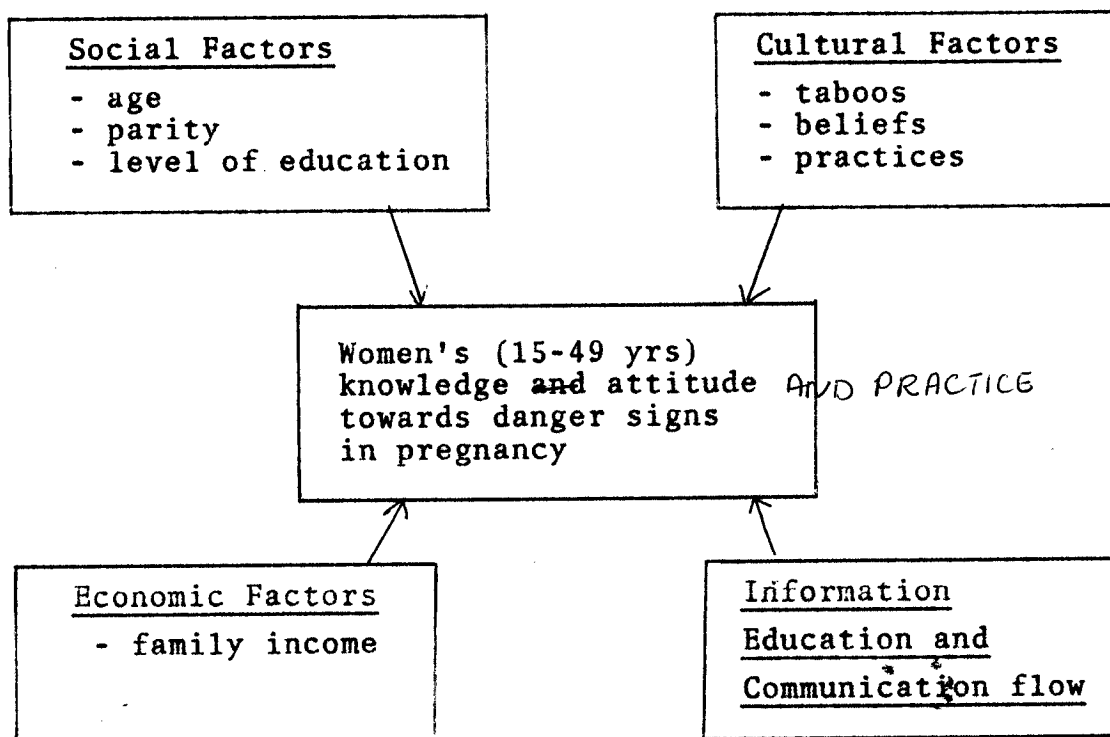 Social Factors
- age
- parity
- level of education
Cultural Factors
- taboos
- beliefs
- practices
Women's (15-49 yrs)
knowledge and attitude AND PRACTICE
towards danger signs
in pregnancy
Economic Factors
- family income
Information
Education and
Communication flow